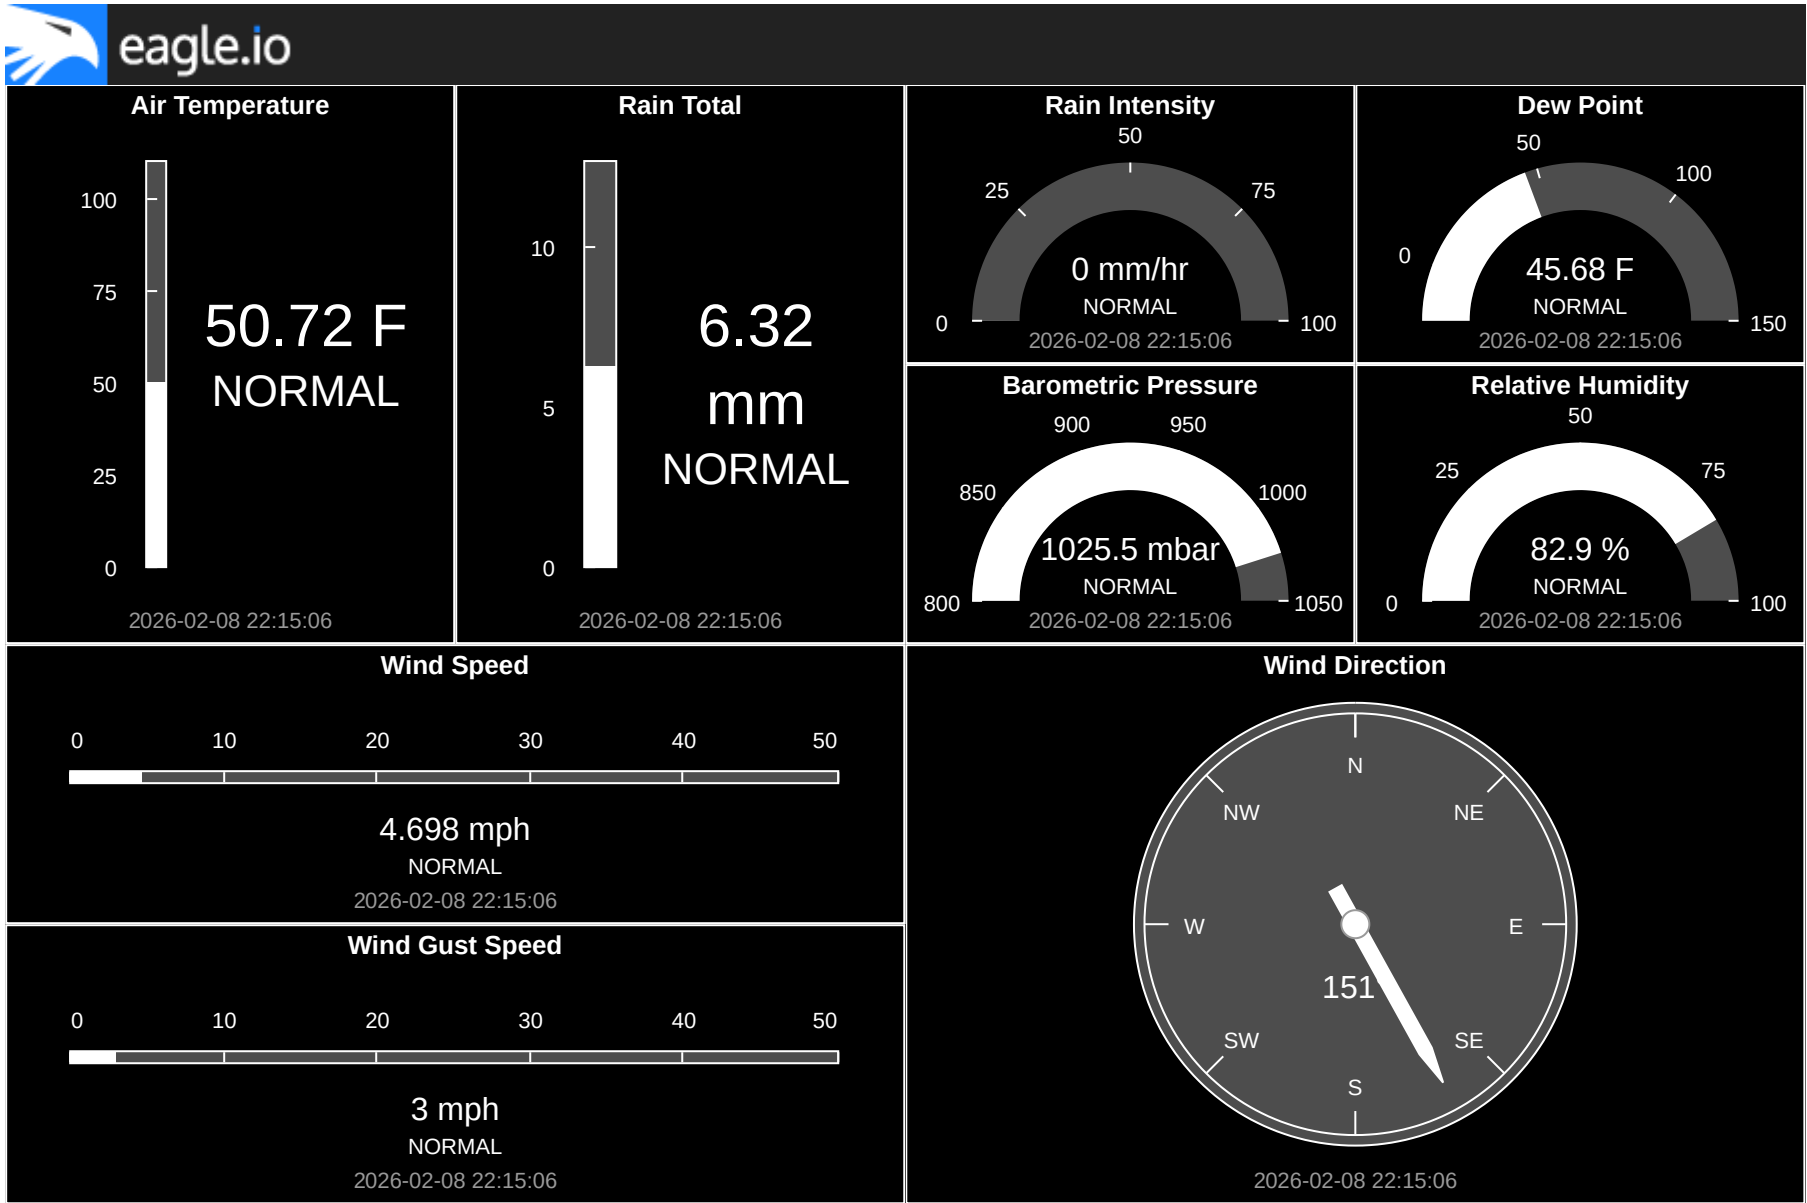 eagle.io
Air Temperature
100
75
50
25
0
50.72 F
NORMAL
2026-02-08 22:15:06
Rain Total
10
5
0
6.32
mm
NORMAL
2026-02-08 22:15:06
Rain Intensity
0
25
50
75
100
0 mm/hr
NORMAL
2026-02-08 22:15:06
Dew Point
0
50
100
150
45.68 F
NORMAL
2026-02-08 22:15:06
Barometric Pressure
800
850
900
950
1000
1050
1025.5 mbar
NORMAL
2026-02-08 22:15:06
Relative Humidity
0
25
50
75
100
82.9 %
NORMAL
2026-02-08 22:15:06
Wind Speed
0 10 20 30 40 50
4.698 mph
NORMAL
2026-02-08 22:15:06
Wind Gust Speed
0 10 20 30 40 50
3 mph
NORMAL
2026-02-08 22:15:06
Wind Direction
N
NW NE
W E
151
SW SE
S
2026-02-08 22:15:06